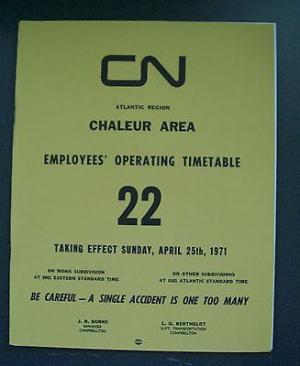 CN
ATLANTIC REGION
CHALEUR AREA
EMPLOYEES' OPERATING TIMETABLE
22
TAKING EFFECT SUNDAY, APRIL 25th, 1971
ON MONK SUBDIVISION
AT 0001 EASTERN STANDARD TIME
ON OTHER SUBDIVISIONS
AT 0101 ATLANTIC STANDARD TIME
BE CAREFUL — A SINGLE ACCIDENT IS ONE TOO MANY
J. R. BURNS
MANAGER
CAMPBELLTON
L. G. BERTHELOT
SUPT. TRANSPORTATION
CAMPBELLTON